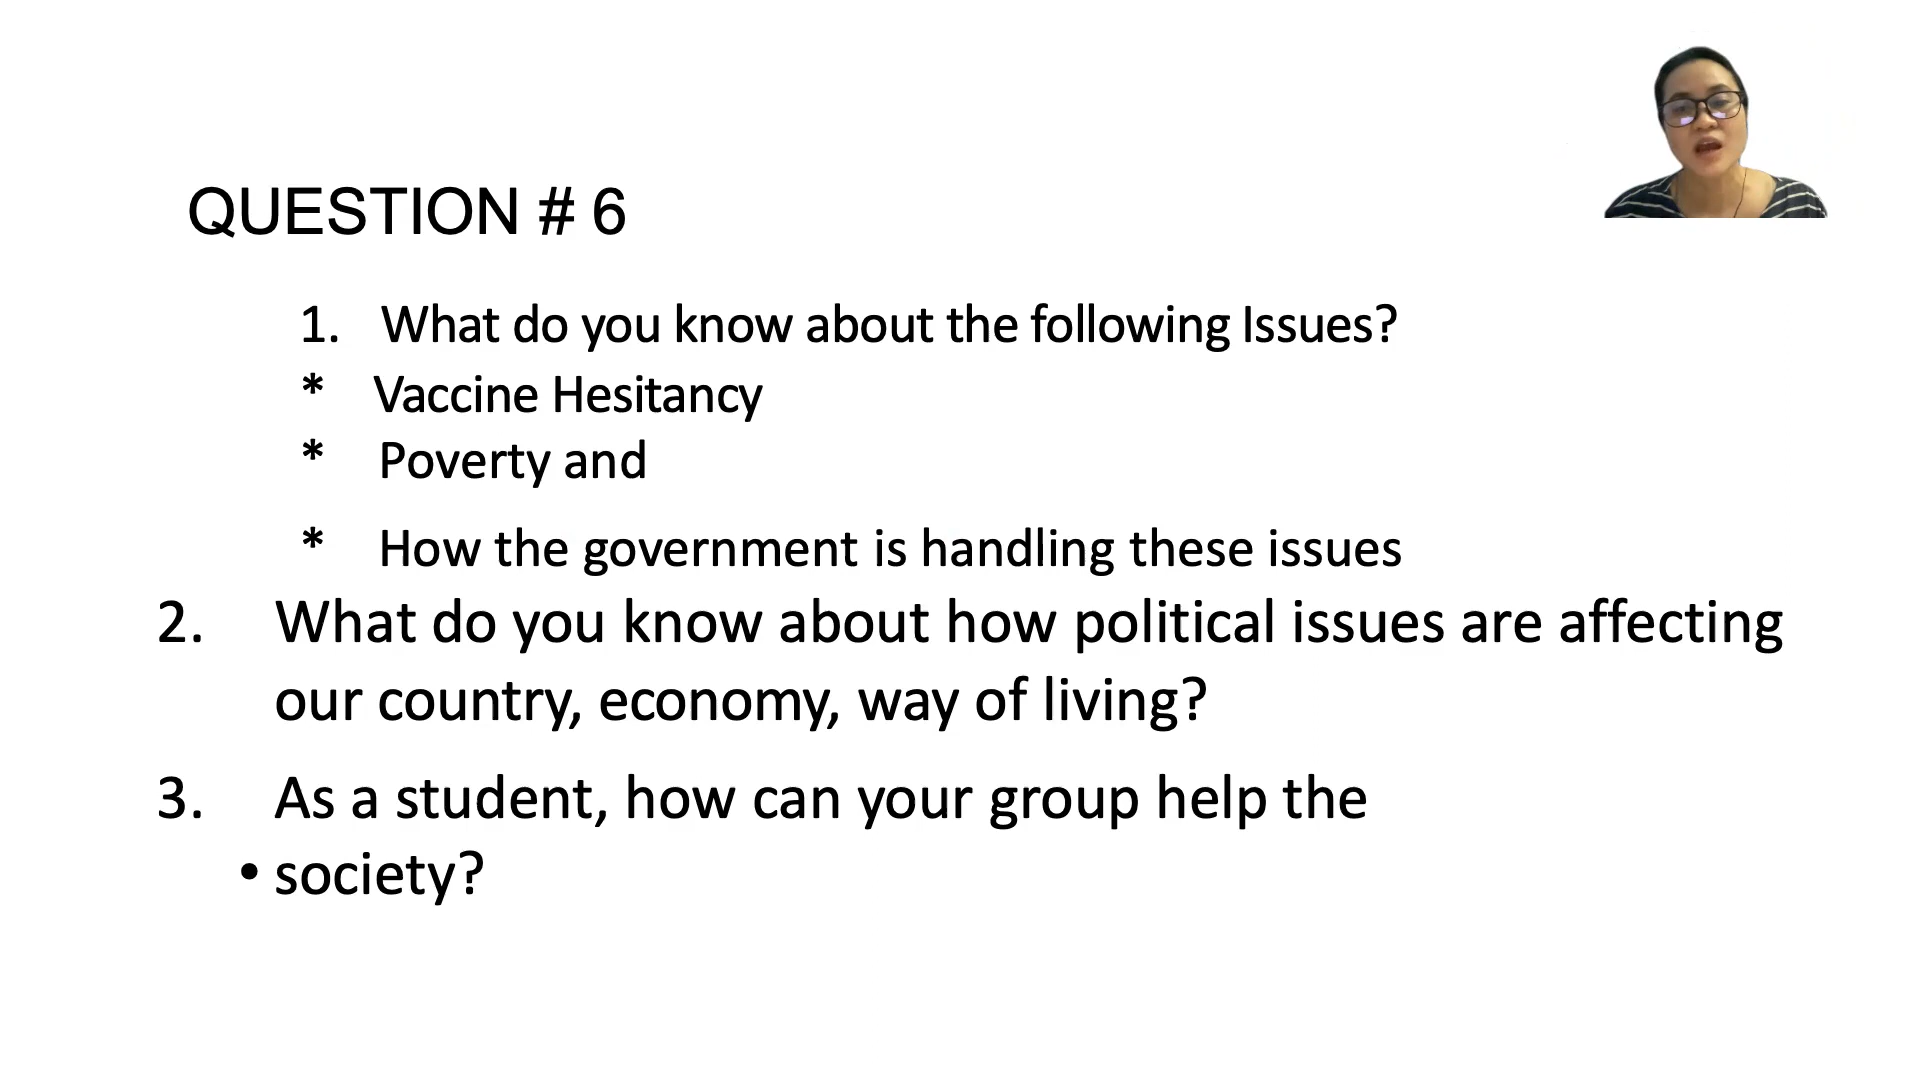 QUESTION # 6
1. What do you know about the following Issues?
* Vaccine Hesitancy
* Poverty and
* How the government is handling these issues
2. What do you know about how political issues are affecting
our country, economy, way of living?
3. As a student, how can your group help the
• society?